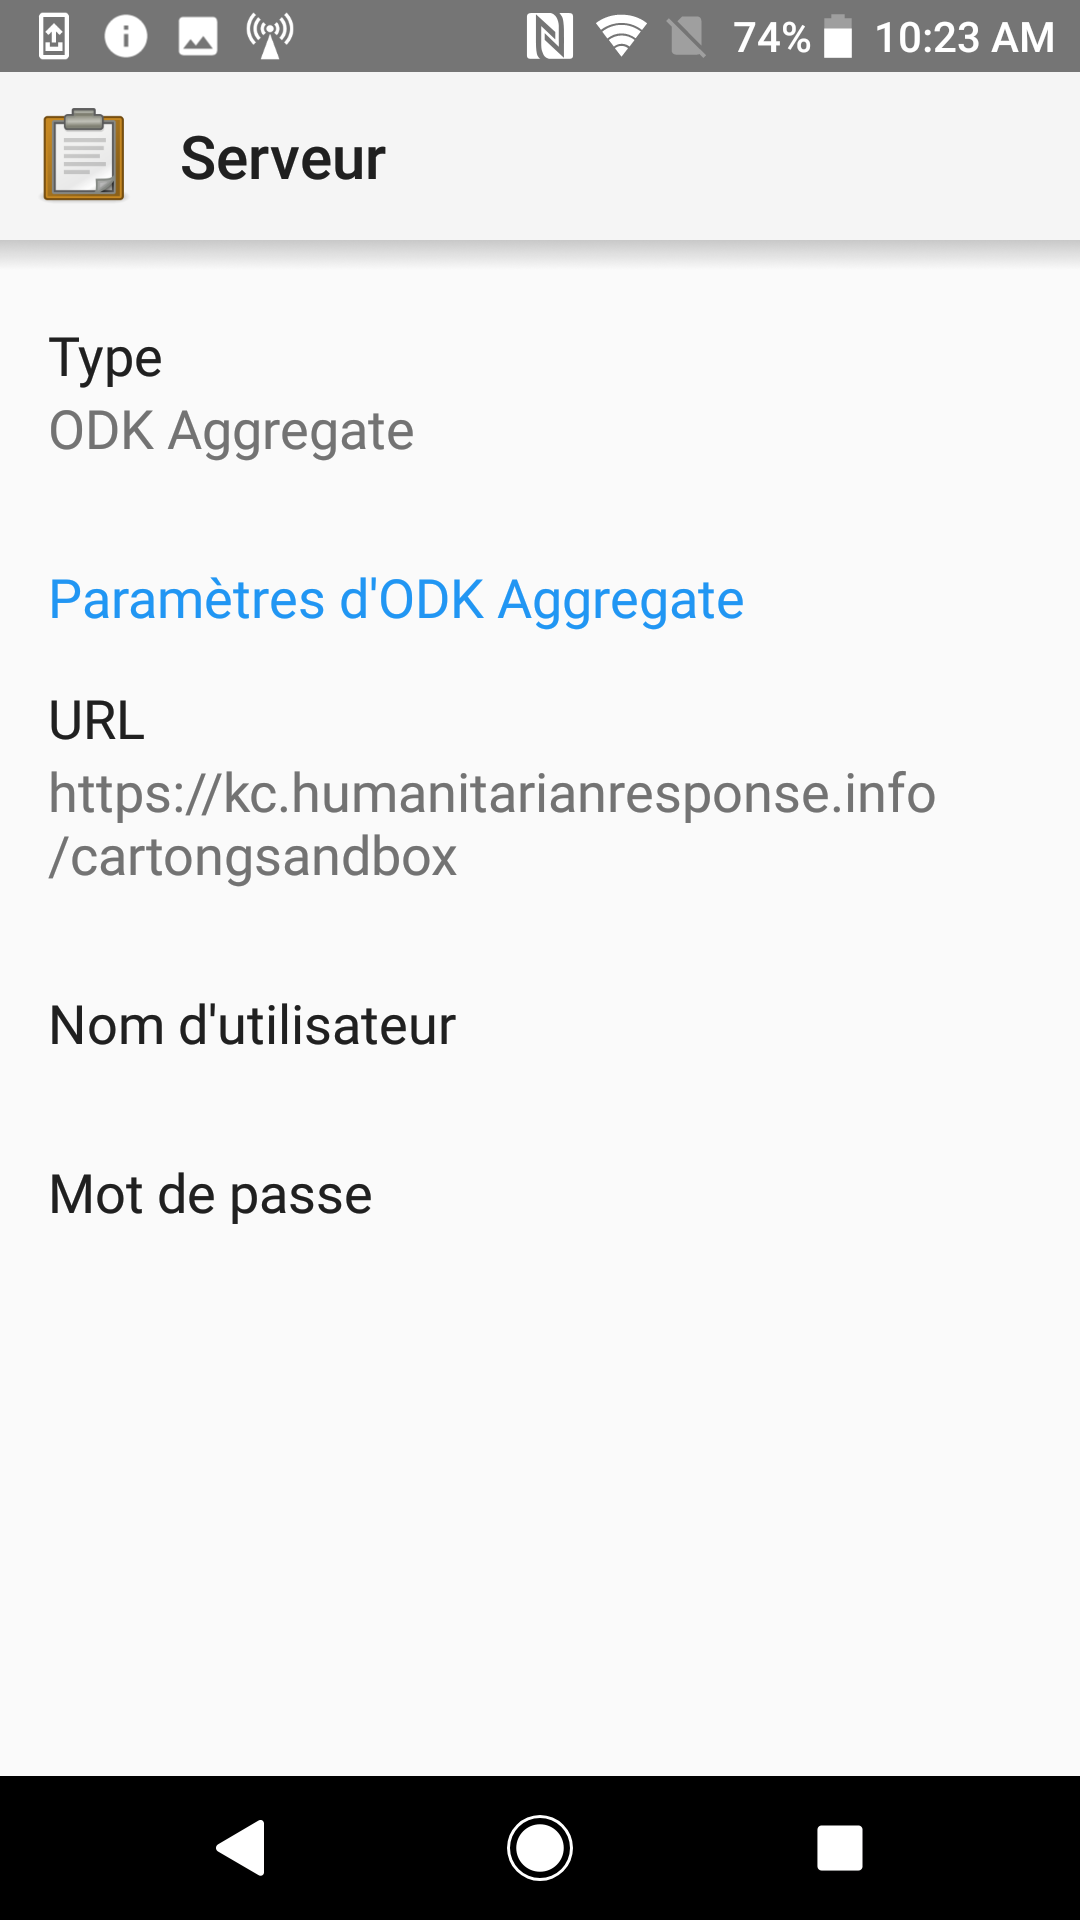 74% 10:23 AM
Serveur
Type
ODK Aggregate
Paramètres d'ODK Aggregate
URL
https://kc.humanitarianresponse.info
/cartongsandbox
Nom d'utilisateur
Mot de passe